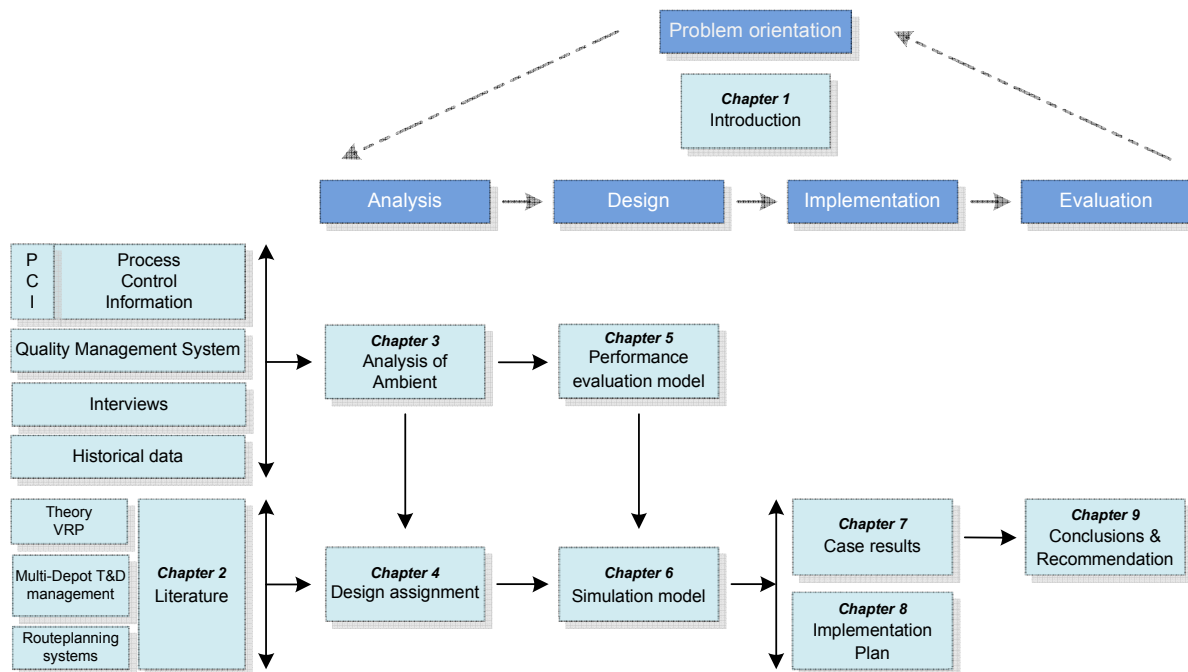 Problem orientation
Chapter 1
Introduction
Analysis
Design
Implementation
Evaluation
P
C
I
Process
Control
Information
Quality Management System
Interviews
Historical data
Chapter 3
Analysis of
Ambient
Chapter 5
Performance
evaluation model
Theory
VRP
Multi-Depot T&D
management
Routeplanning
systems
Chapter 2
Literature
Chapter 4
Design assignment
Chapter 6
Simulation model
Chapter 7
Case results
Chapter 8
Implementation
Plan
Chapter 9
Conclusions &
Recommendation